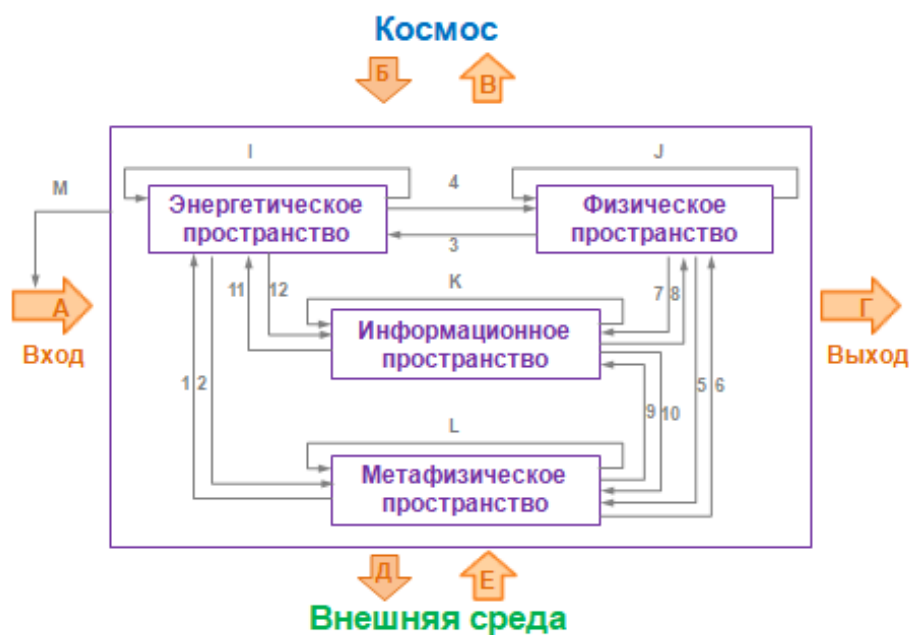 Космос
Б
В
I
J
M
4
Энергетическое
пространство
Физическое
пространство
3
11
12
K
7
8
А
Г
Информационное
пространство
Вход
Выход
1
2
5
6
9
10
L
Метафизическое
пространство
Д
Е
Внешняя среда